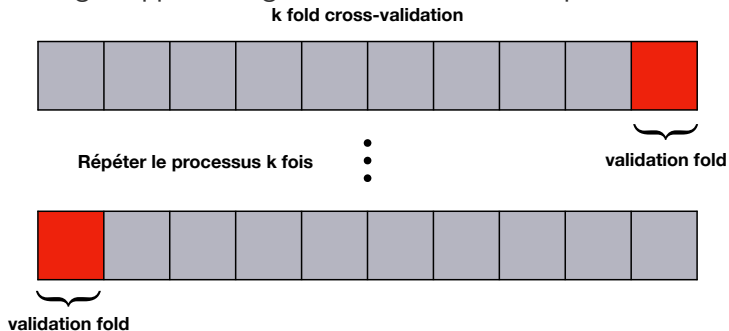 k fold cross-validation
Répéter le processus k fois
validation fold
validation fold